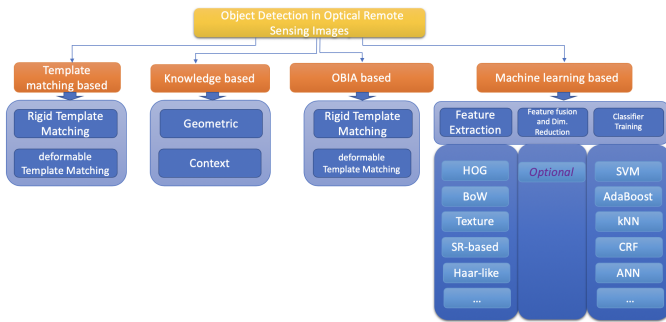 Object Detection in Optical Remote
Sensing Images
Template
matching based
Knowledge based
OBIA based
Machine learning based
Rigid Template
Matching
deformable
Template Matching
Geometric
Context
Rigid Template
Matching
deformable
Template Matching
Feature
Extraction
Feature fusion
and Dim.
Reduction
Classifier
Training
HOG
BoW
Texture
SR-based
Haar-like
...
Optional
SVM
AdaBoost
kNN
CRF
ANN
...